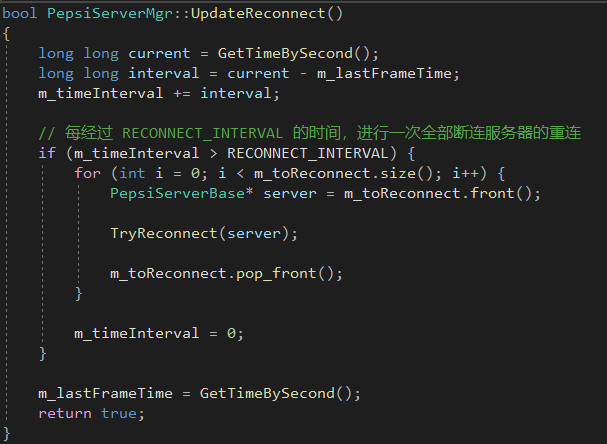 bool PepsiServerMgr::UpdateReconnect()
{
    long long current = GetTimeBySecond();
    long long interval = current - m_lastFrameTime;
    m_timeInterval += interval;

    // 每经过 RECONNECT_INTERVAL 的时间，进行一次全部断连服务器的重连
    if (m_timeInterval > RECONNECT_INTERVAL) {
        for (int i = 0; i < m_toReconnect.size(); i++) {
            PepsiServerBase* server = m_toReconnect.front();

            TryReconnect(server);

            m_toReconnect.pop_front();
        }

        m_timeInterval = 0;
    }

    m_lastFrameTime = GetTimeBySecond();
    return true;
}